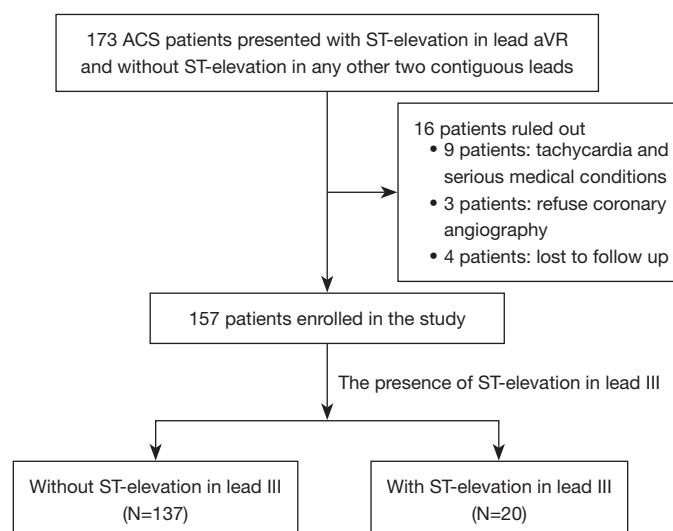 173 ACS patients presented with ST-elevation in lead aVR
and without ST-elevation in any other two contiguous leads
16 patients ruled out
• 9 patients: tachycardia and
serious medical conditions
• 3 patients: refuse coronary
angiography
• 4 patients: lost to follow up
157 patients enrolled in the study
The presence of ST-elevation in lead III
Without ST-elevation in lead III
(N=137)
With ST-elevation in lead III
(N=20)